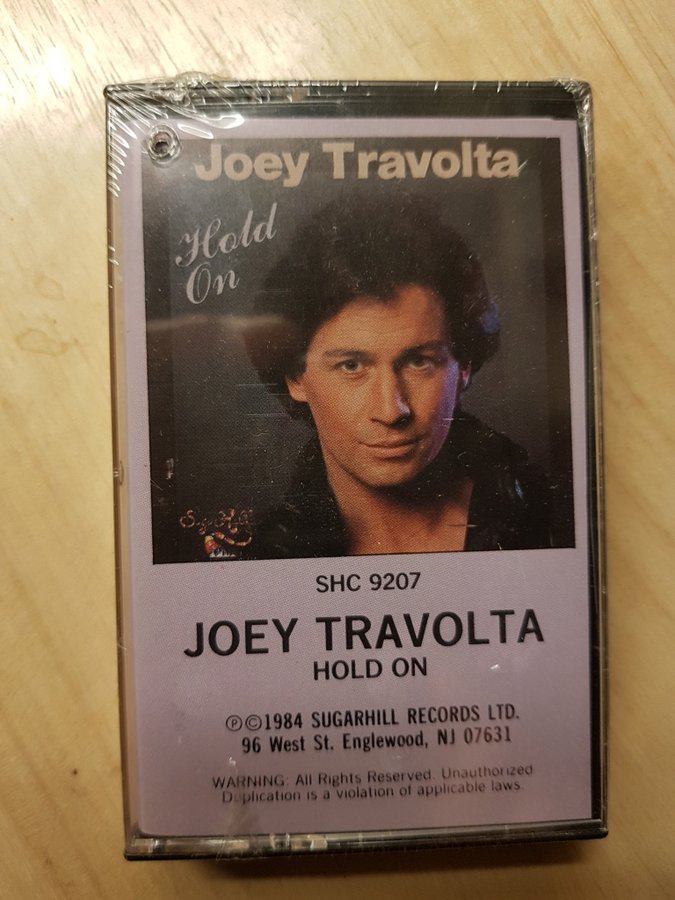 Joey Travolta
Hold
On
SHC 9207
JOEY TRAVOLTA
HOLD ON
℗©1984 SUGARHILL RECORDS LTD.
96 West St. Englewood, NJ 07631
WARNING: All Rights Reserved. Unauthorized
Duplication is a violation of applicable laws.